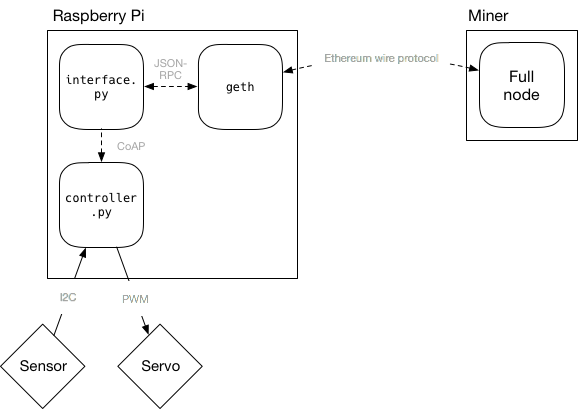 Raspberry Pi
Miner
JSON-
RPC
Ethereum wire protocol
interface.
py
geth
Full
node
CoAP
controller
.py
I2C
PWM
Sensor
Servo